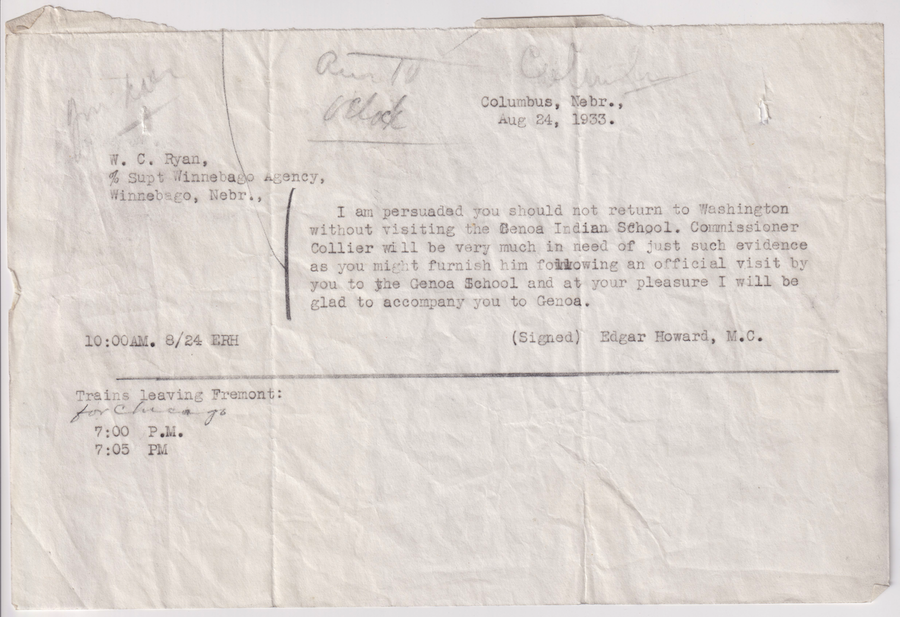 O'Clock
Columbus, Nebr.,
Aug 24, 1933.
W. C. Ryan,
% Supt Winnebago Agency,
Winnebago, Nebr.,
I am persuaded you should not return to Washington
without visiting the Genoa Indian School. Commissioner
Collier will be very much in need of just such evidence
as you might furnish him following an official visit by
you to the Genoa School and at your pleasure I will be
glad to accompany you to Genoa.
10:00AM. 8/24 ERH
(Signed) Edgar Howard, M.C.
Trains leaving Fremont:
for Chicago
7:00 P.M.
7:05 PM